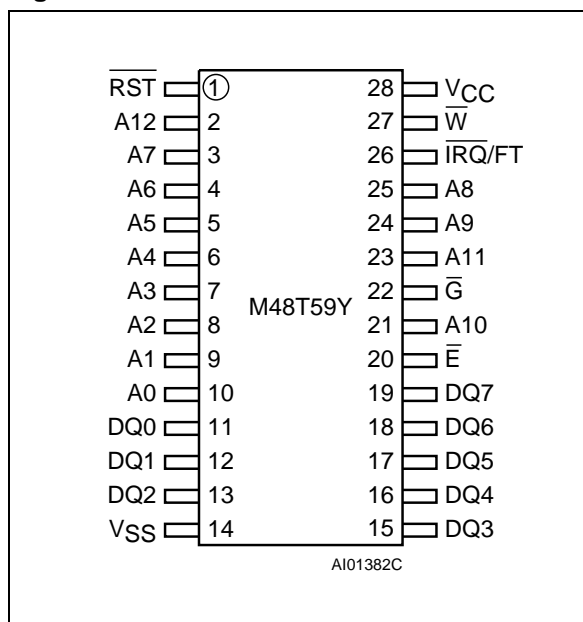 R̅S̅T̅ 1 28 VCC
A12 2 27 W̅
A7 3 26 I̅R̅Q̅/FT
A6 4 25 A8
A5 5 24 A9
A4 6 23 A11
A3 7 22 G̅
M48T59Y
A2 8 21 A10
A1 9 20 E̅
A0 10 19 DQ7
DQ0 11 18 DQ6
DQ1 12 17 DQ5
DQ2 13 16 DQ4
VSS 14 15 DQ3
AI01382C